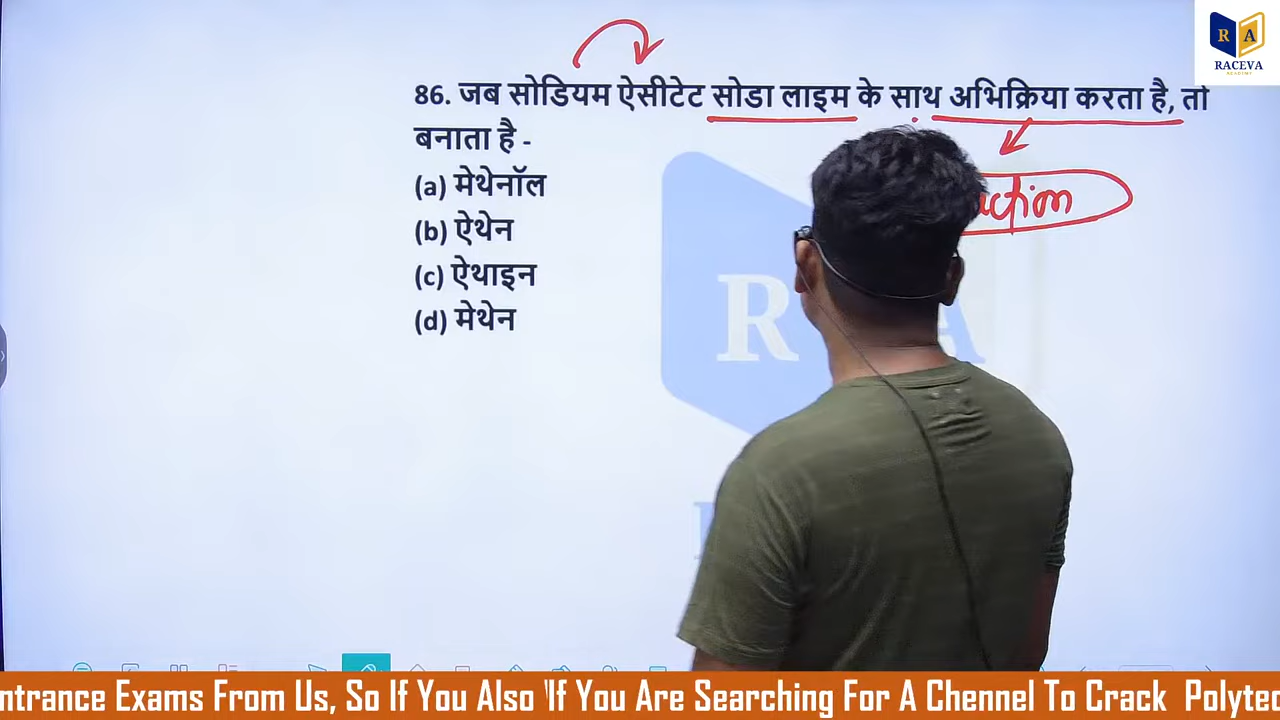 R A
RACEVA
ACADEMY
86. जब सोडियम ऐसीटेट सोडा लाइम के साथ अभिक्रिया करता है, तो
बनाता है -
(a) मेथेनॉल
(b) ऐथेन
(c) ऐथाइन
(d) मेथेन
R A
ntrance Exams From Us, So If You Also If You Are Searching For A Chennel To Crack Polytec